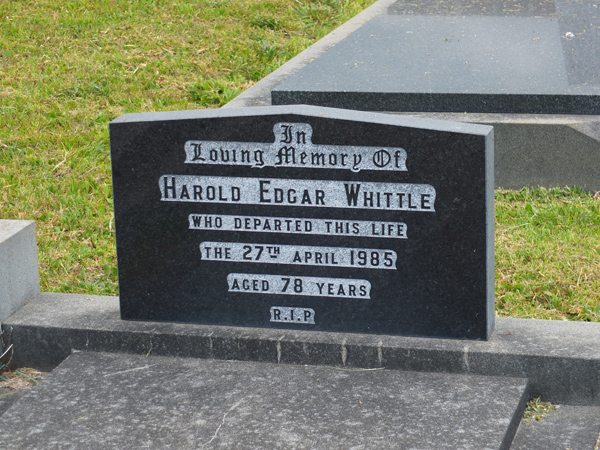 In
Loving Memory Of
HAROLD EDGAR WHITTLE
WHO DEPARTED THIS LIFE
THE 27TH APRIL 1985
AGED 78 YEARS
R.I.P